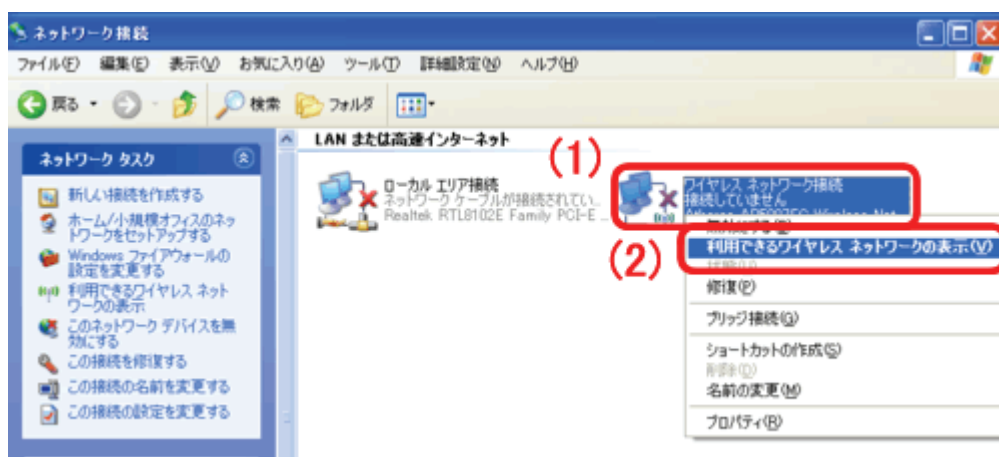 ネットワーク接続
ファイル(F) 編集(E) 表示(V) お気に入り(A) ツール(T) 詳細設定(N) ヘルプ(H)
戻る 検索 フォルダ
ネットワーク タスク
新しい接続を作成する
ホーム/小規模オフィスのネッ
トワークをセットアップする
Windows ファイアウォールの
設定を変更する
利用できるワイヤレス ネット
ワークの表示
このネットワーク デバイスを無
効にする
この接続を修復する
この接続の名前を変更する
この接続の設定を変更する
LAN または高速インターネット
ローカル エリア接続
ネットワーク ケーブルが接続されてい...
Realtek RTL8102E Family PCI-E ...
(1)
ワイヤレス ネットワーク接続
接続していません
(2)
利用できるワイヤレス ネットワークの表示(V)
修復(P)
ブリッジ接続(G)
ショートカットの作成(S)
削除(D)
名前の変更(M)
プロパティ(R)